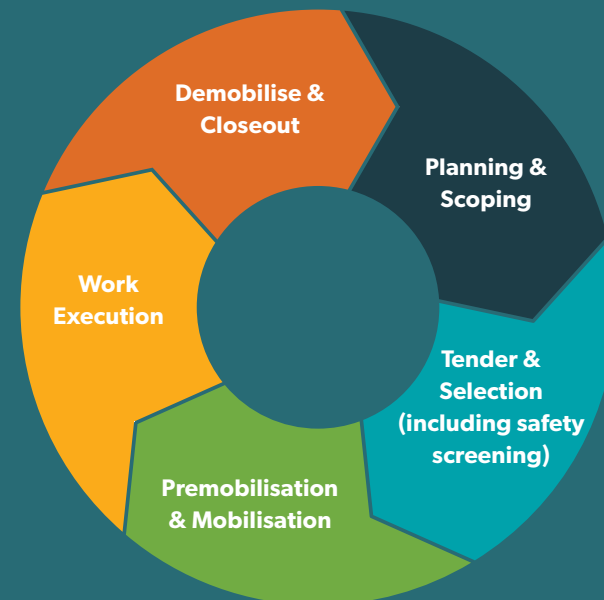 Demobilise &
Closeout
Planning &
Scoping
Tender &
Selection
(including safety
screening)
Premobilisation
& Mobilisation
Work
Execution